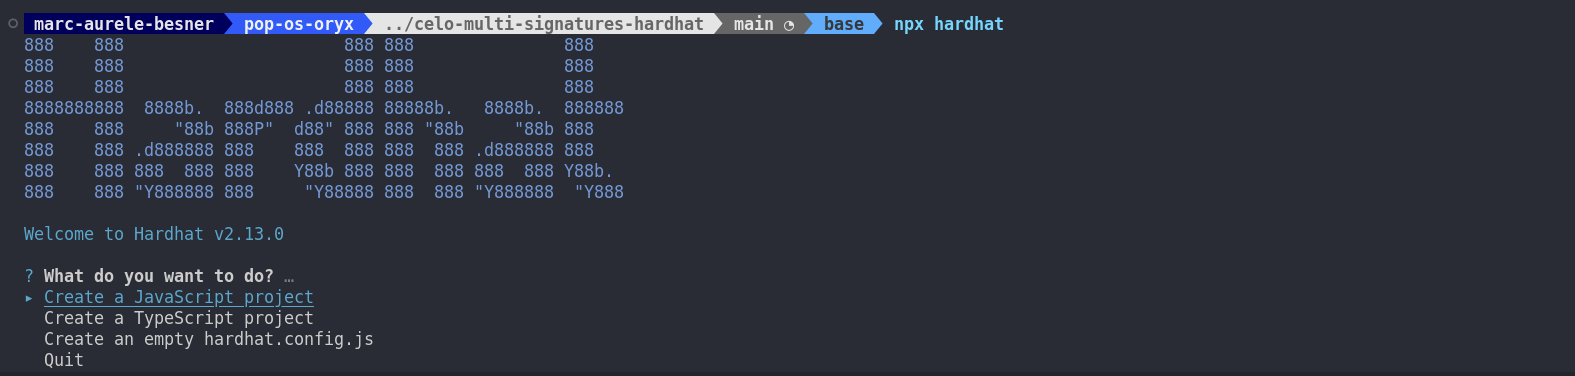 marc-aurele-besner pop-os-oryx ../celo-multi-signatures-hardhat main ◔ base npx hardhat
888    888                      888 888               888
888    888                      888 888               888
888    888                      888 888               888
8888888888  8888b.  888d888 .d88888 88888b.   8888b.  888888
888    888     "88b 888P"  d88" 888 888 "88b     "88b 888
888    888 .d888888 888    888  888 888  888 .d888888 888
888    888 888  888 888    Y88b 888 888  888 888  888 Y88b.
888    888 "Y888888 888     "Y88888 888  888 "Y888888  "Y888
Welcome to Hardhat v2.13.0
? What do you want to do? …
▸ Create a JavaScript project
Create a TypeScript project
Create an empty hardhat.config.js
Quit